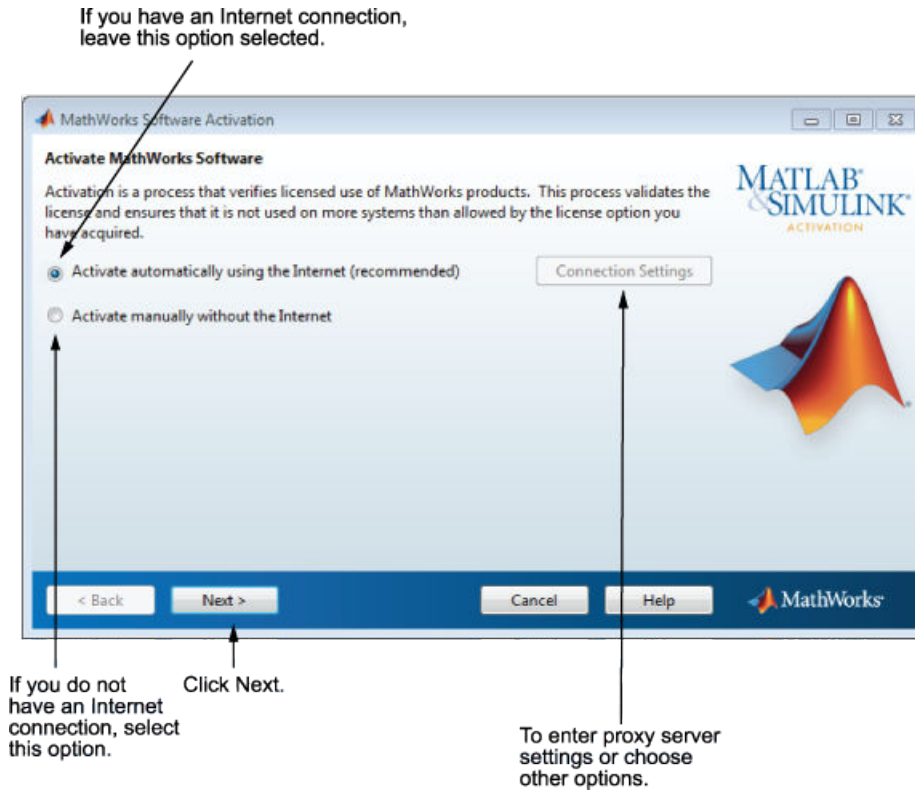 If you have an Internet connection,
leave this option selected.
MathWorks Software Activation
Activate MathWorks Software
Activation is a process that verifies licensed use of MathWorks products. This process validates the
license and ensures that it is not used on more systems than allowed by the license option you
have acquired.
MATLAB®
&SIMULINK®
ACTIVATION
Activate automatically using the Internet (recommended)
Connection Settings
Activate manually without the Internet
< Back
Next >
Cancel
Help
MathWorks®
If you do not
have an Internet
connection, select
this option.
Click Next.
To enter proxy server
settings or choose
other options.